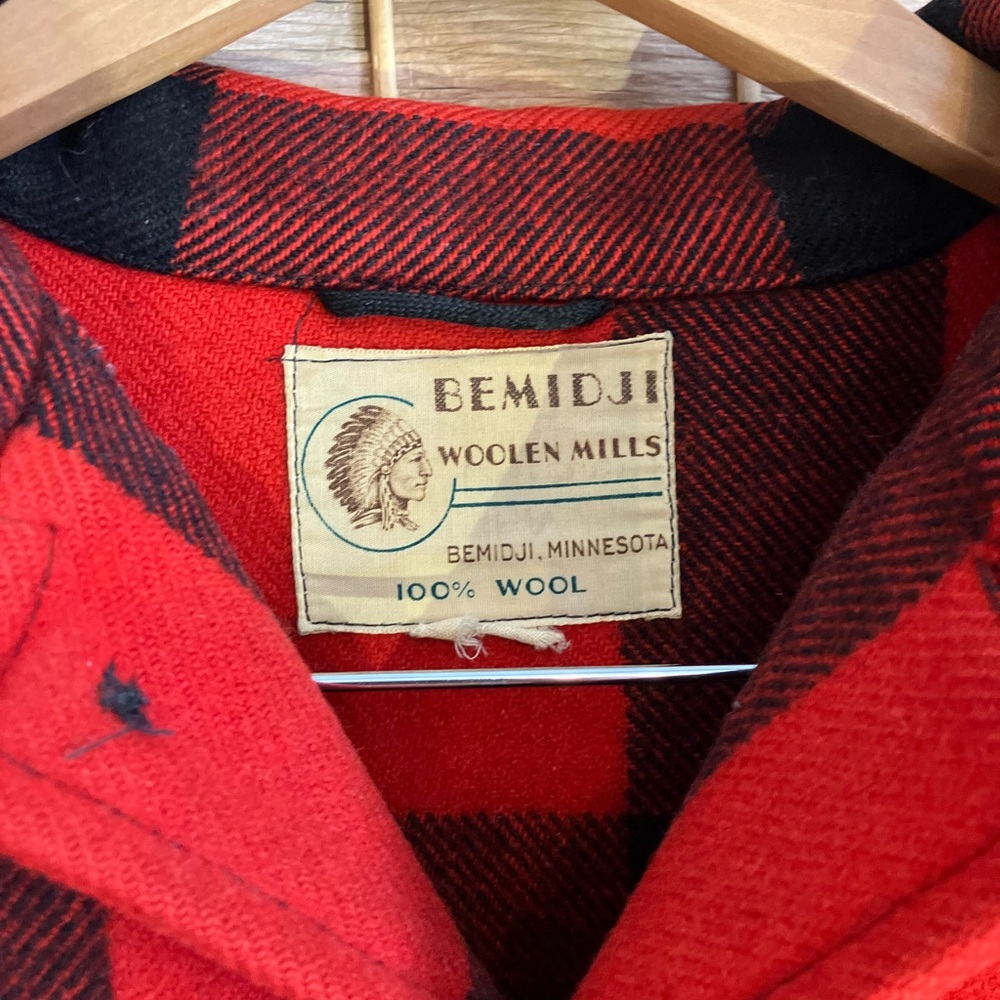 BEMIDJI
WOOLEN MILLS
BEMIDJI, MINNESOTA
100% WOOL